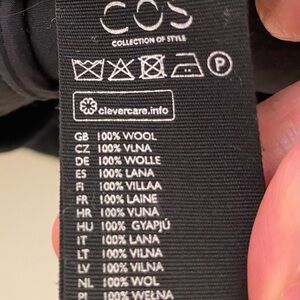 COS
COLLECTION OF STYLE
P
clevercare.info
GB 100% WOOL
CZ 100% VLNA
DE 100% WOLLE
ES 100% LANA
FI 100% VILLAA
FR 100% LAINE
HR 100% VUNA
HU 100% GYAPJÚ
IT 100% LANA
LT 100% VILNA
LV 100% VILNA
NL 100% WOL
PL 100% WEŁNA